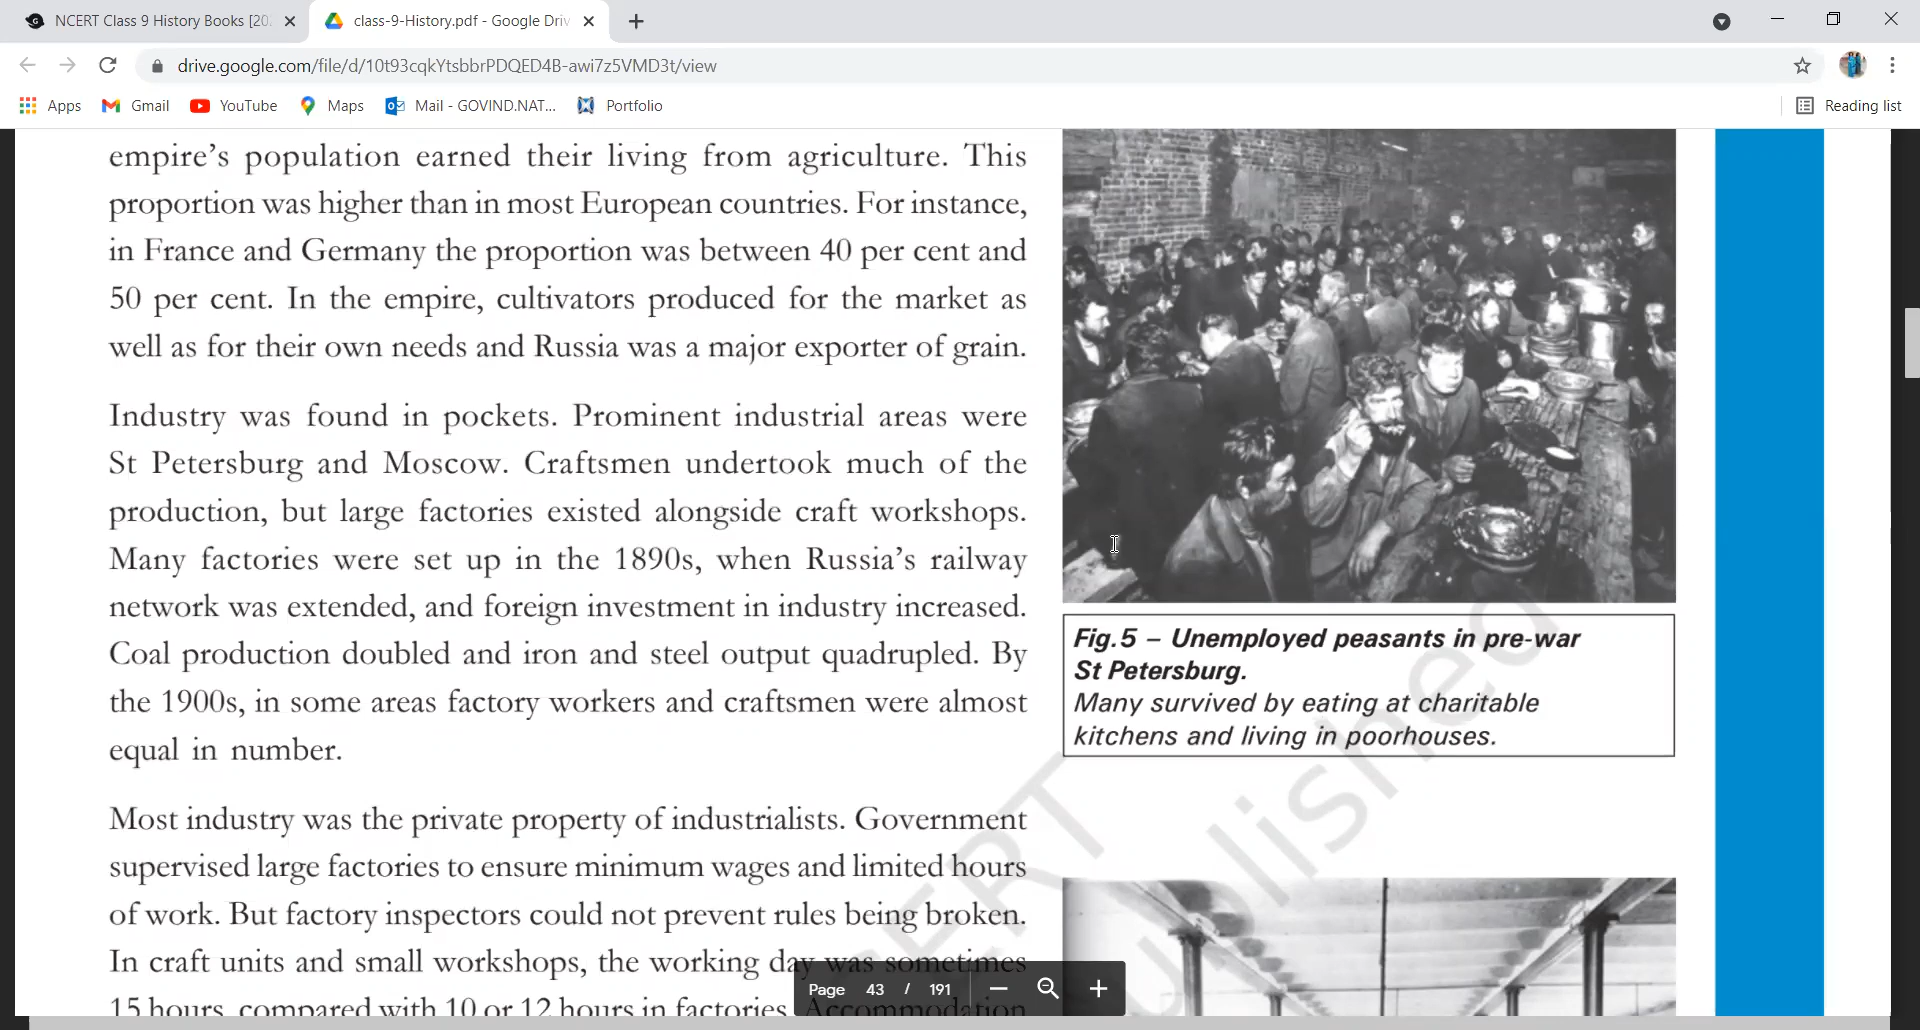 NCERT Class 9 History Books [20
class-9-History.pdf - Google Driv
drive.google.com/file/d/10t93cqkYtsbbrPDQED4B-awi7z5VMD3t/view
Apps
Gmail
YouTube
Maps
Mail - GOVIND.NAT...
Portfolio
Reading list
empire's population earned their living from agriculture. This
proportion was higher than in most European countries. For instance,
in France and Germany the proportion was between 40 per cent and
50 per cent. In the empire, cultivators produced for the market as
well as for their own needs and Russia was a major exporter of grain.
Industry was found in pockets. Prominent industrial areas were
St Petersburg and Moscow. Craftsmen undertook much of the
production, but large factories existed alongside craft workshops.
Many factories were set up in the 1890s, when Russia's railway
network was extended, and foreign investment in industry increased.
Coal production doubled and iron and steel output quadrupled. By
the 1900s, in some areas factory workers and craftsmen were almost
equal in number.
Most industry was the private property of industrialists. Government
supervised large factories to ensure minimum wages and limited hours
of work. But factory inspectors could not prevent rules being broken.
In craft units and small workshops, the working day was sometimes
15 hours, compared with 10 or 12 hours in factories. Accommodation
Fig.5 – Unemployed peasants in pre-war
St Petersburg.
Many survived by eating at charitable
kitchens and living in poorhouses.
Page 43 / 191